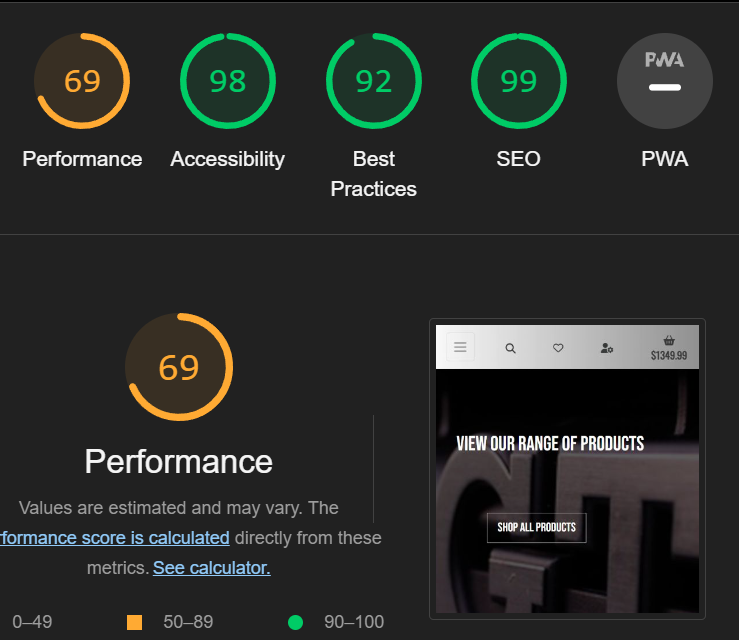 69
98
92
99
PWA
Performance
Accessibility
Best
Practices
SEO
PWA
69
Performance
Values are estimated and may vary. The
formance score is calculated directly from these
metrics. See calculator.
0–49
50–89
90–100
$1349.99
VIEW OUR RANGE OF PRODUCTS
SHOP ALL PRODUCTS